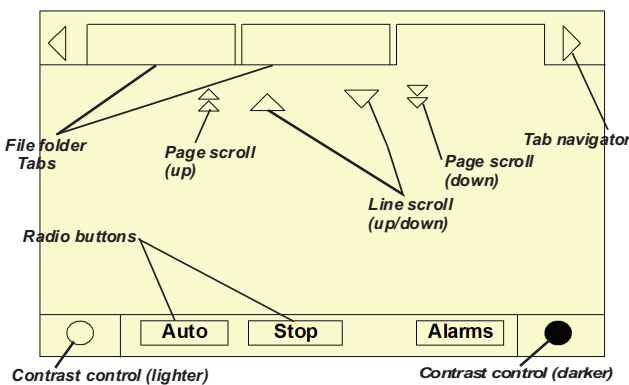 File folder
Tabs
Page scroll
(up)
Tab navigator
Page scroll
(down)
Line scroll
(up/down)
Radio buttons
Auto
Stop
Alarms
Contrast control (lighter)
Contrast control (darker)